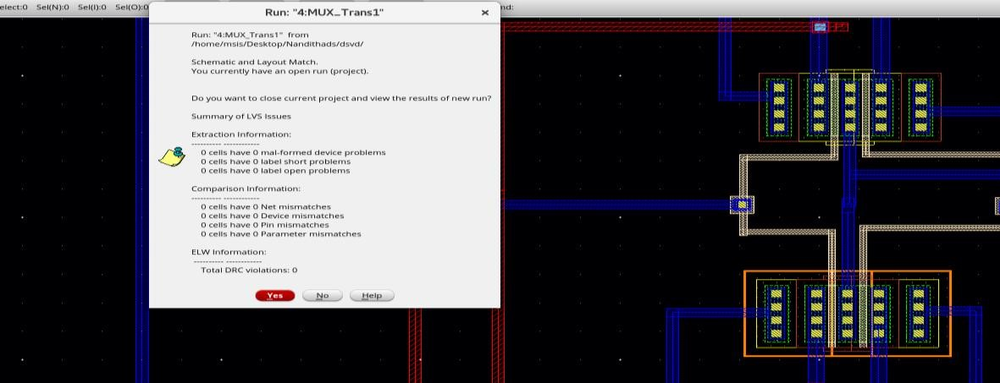 elect:0 Sel(N):0 Sel(I):0 Sel(O):0
Run: "4:MUX_Trans1"
nd:
Run: "4:MUX_Trans1" from
/home/msis/Desktop/Nandithads/dsvd/
Schematic and Layout Match.
You currently have an open run (project).
Do you want to close current project and view the results of new run?
Summary of LVS Issues
Extraction Information:
---------- -----------
0 cells have 0 mal-formed device problems
0 cells have 0 label short problems
0 cells have 0 label open problems
Comparison Information:
---------- -----------
0 cells have 0 Net mismatches
0 cells have 0 Device mismatches
0 cells have 0 Pin mismatches
0 cells have 0 Parameter mismatches
ELW Information:
---------- -----------
Total DRC violations: 0
Yes
No
Help